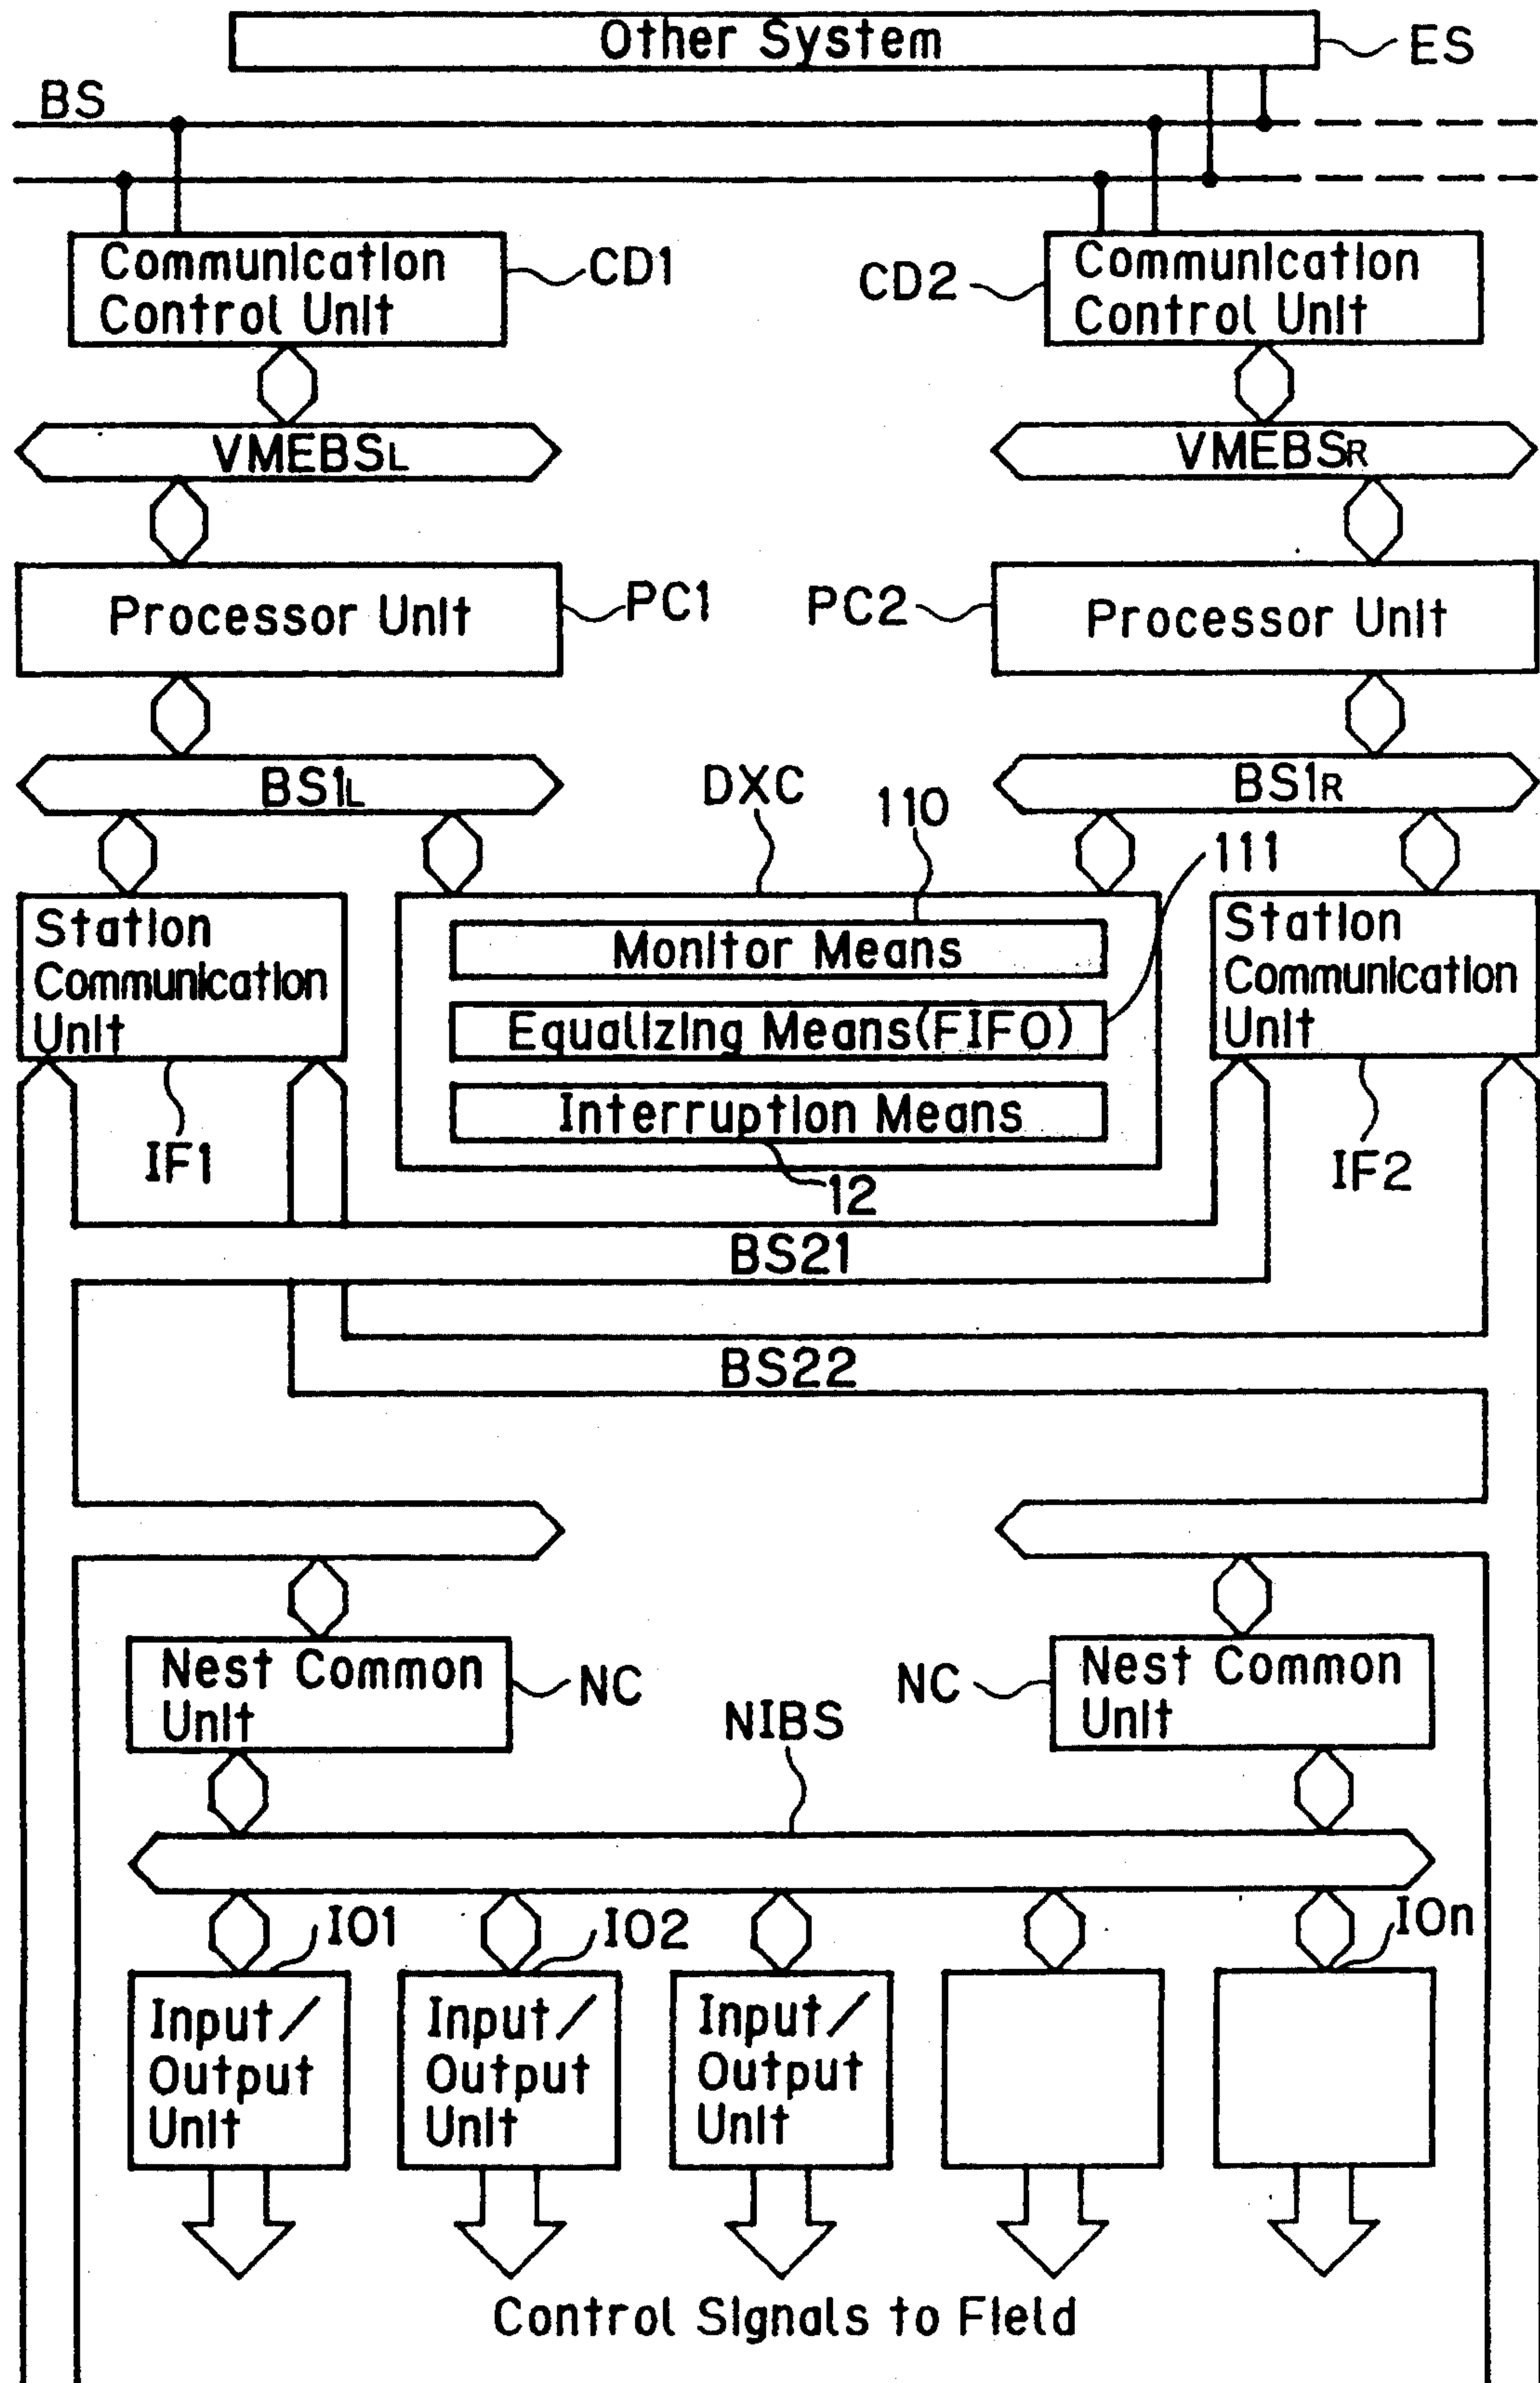 Other System
ES
BS
Communication
Control Unit
CD1
CD2
Communication
Control Unit
VMEBSL
VMEBSR
Processor Unit
PC1
PC2
Processor Unit
BS1L
DXC
110
BS1R
111
Station
Communication
Unit
Monitor Means
Equalizing Means(FIFO)
Interruption Means
Station
Communication
Unit
IF1
12
IF2
BS21
BS22
Nest Common
Unit
NC
NC
Nest Common
Unit
NIBS
IO1
IO2
IOn
Input/
Output
Unit
Input/
Output
Unit
Input/
Output
Unit
Control Signals to Field